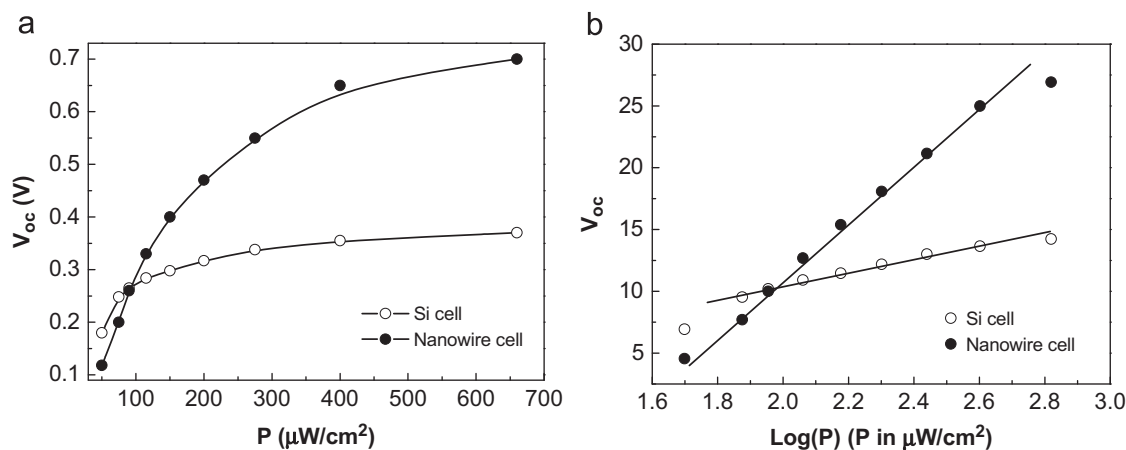 a
V_oc (V)
0.7
0.6
0.5
0.4
0.3
0.2
0.1
Si cell
Nanowire cell
100 200 300 400 500 600 700
P (μW/cm²)
b
V_oc
30
25
20
15
10
5
Si cell
Nanowire cell
1.6 1.8 2.0 2.2 2.4 2.6 2.8 3.0
Log(P) (P in μW/cm²)